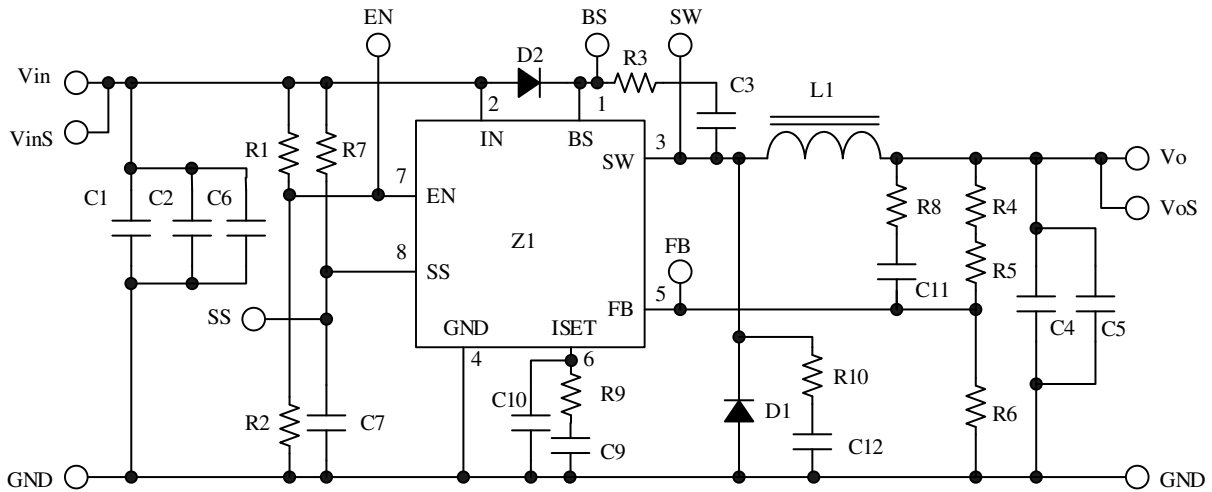 EN
BS
SW
D2
R3
Vin
C3
L1
2
1
VinS
IN
BS
3
R1
R7
SW
Vo
7
C1
C2
C6
EN
R8
R4
VoS
Z1
FB
8
SS
5
R5
C11
SS
FB
GND
ISET
C4
C5
4
6
R10
C10
R9
R2
C7
D1
R6
C9
C12
GND
GND